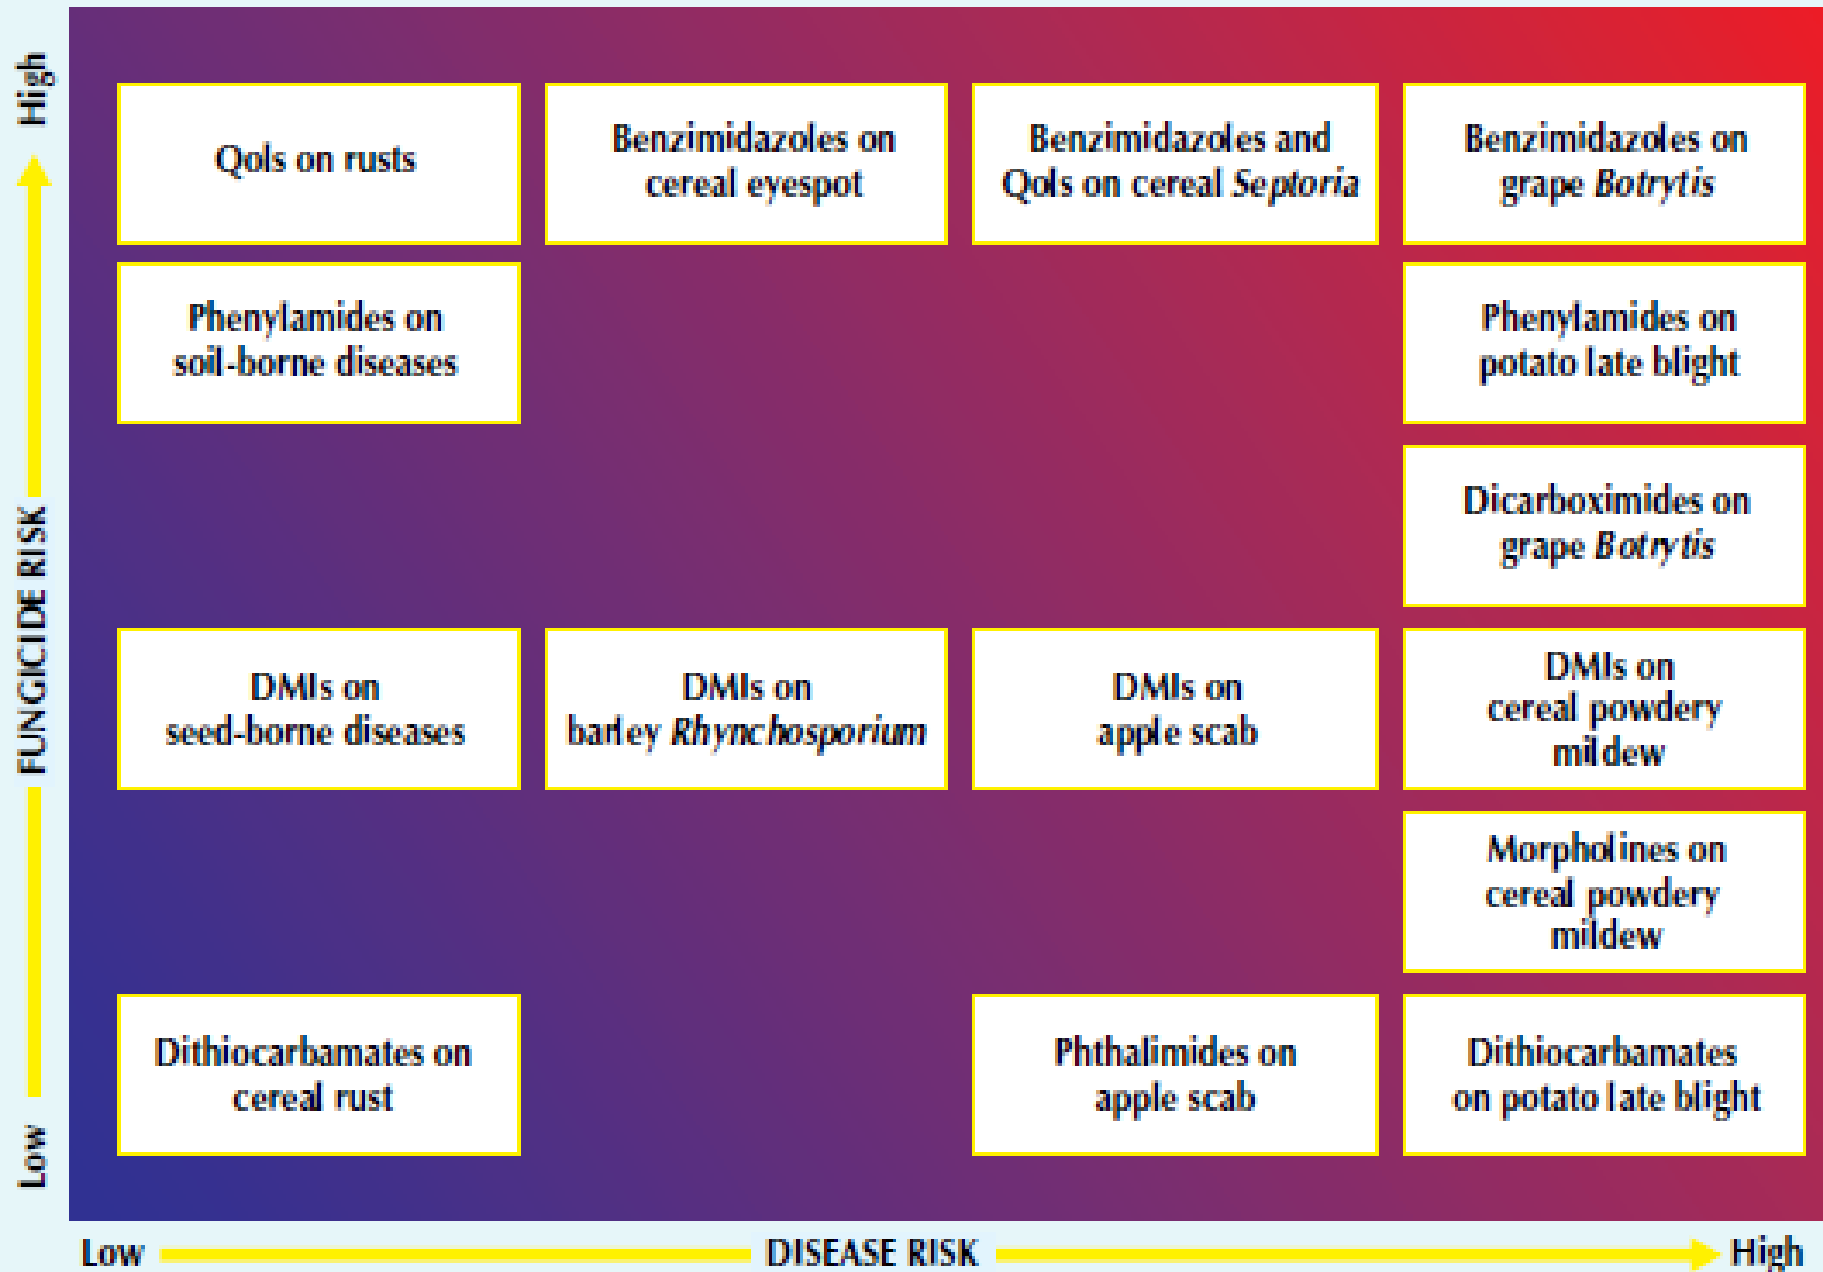 High
FUNGICIDE RISK
Low
QoIs on rusts
Benzimidazoles on
cereal eyespot
Benzimidazoles and
QoIs on cereal Septoria
Benzimidazoles on
grape Botrytis
Phenylamides on
soil-borne diseases
Phenylamides on
potato late blight
Dicarboximides on
grape Botrytis
DMIs on
seed-borne diseases
DMIs on
barley Rhynchosporium
DMIs on
apple scab
DMIs on
cereal powdery
mildew
Morpholines on
cereal powdery
mildew
Dithiocarbamates on
cereal rust
Phthalimides on
apple scab
Dithiocarbamates
on potato late blight
Low
DISEASE RISK
High